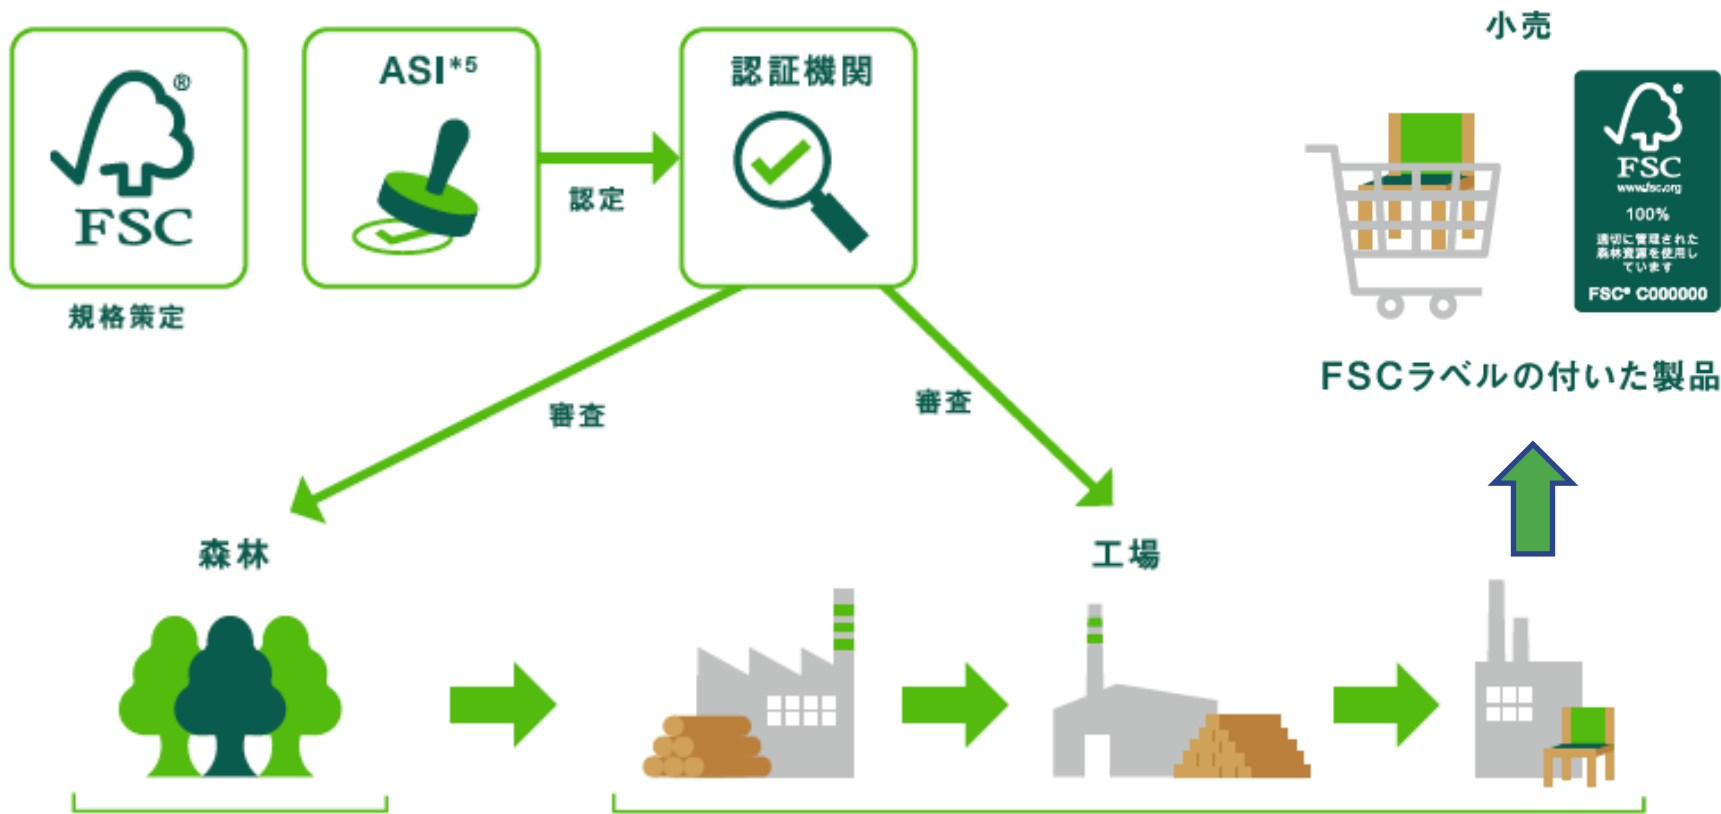 FSC
®
規格策定
ASI*5
認定
認証機関
審査
審査
小売
FSC
www.fsc.org
100%
適切に管理された
森林資源を使用し
ています
FSC® C000000
FSCラベルの付いた製品
森林
工場